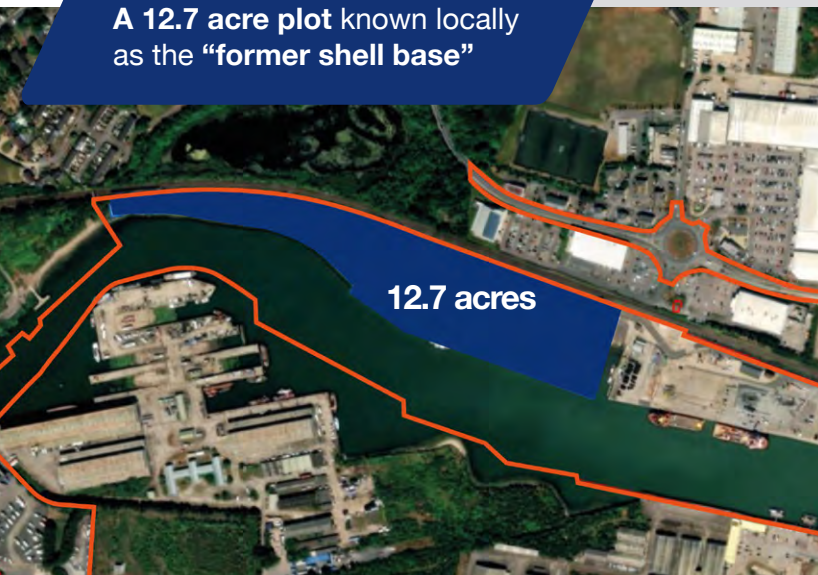 A 12.7 acre plot known locally
as the “former shell base”
12.7 acres